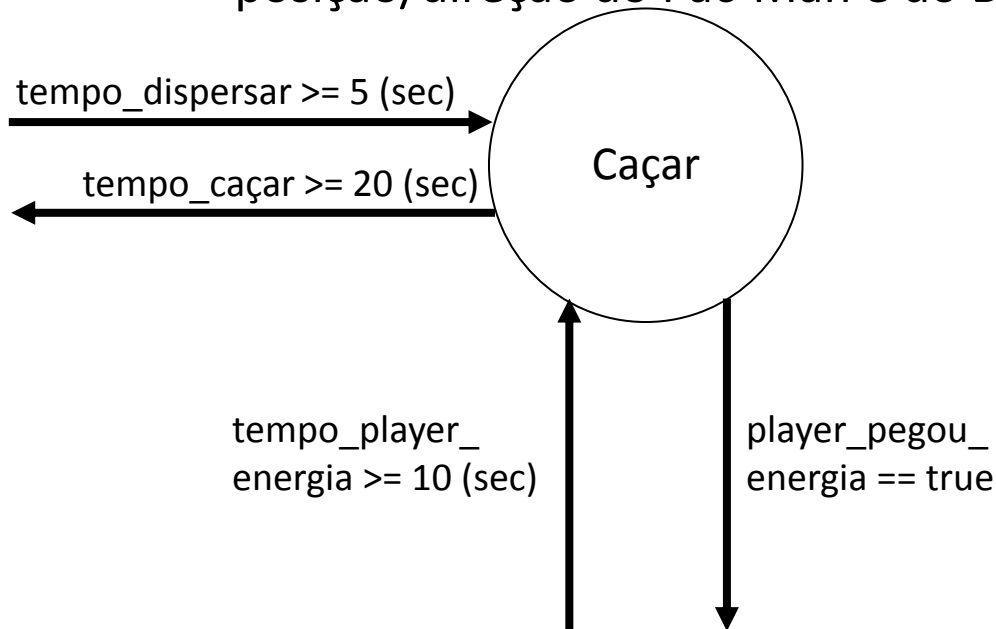 tempo_dispersar >= 5 (sec)
Caçar
tempo_caçar >= 20 (sec)
tempo_player_
energia >= 10 (sec)
player_pegou_
energia == true